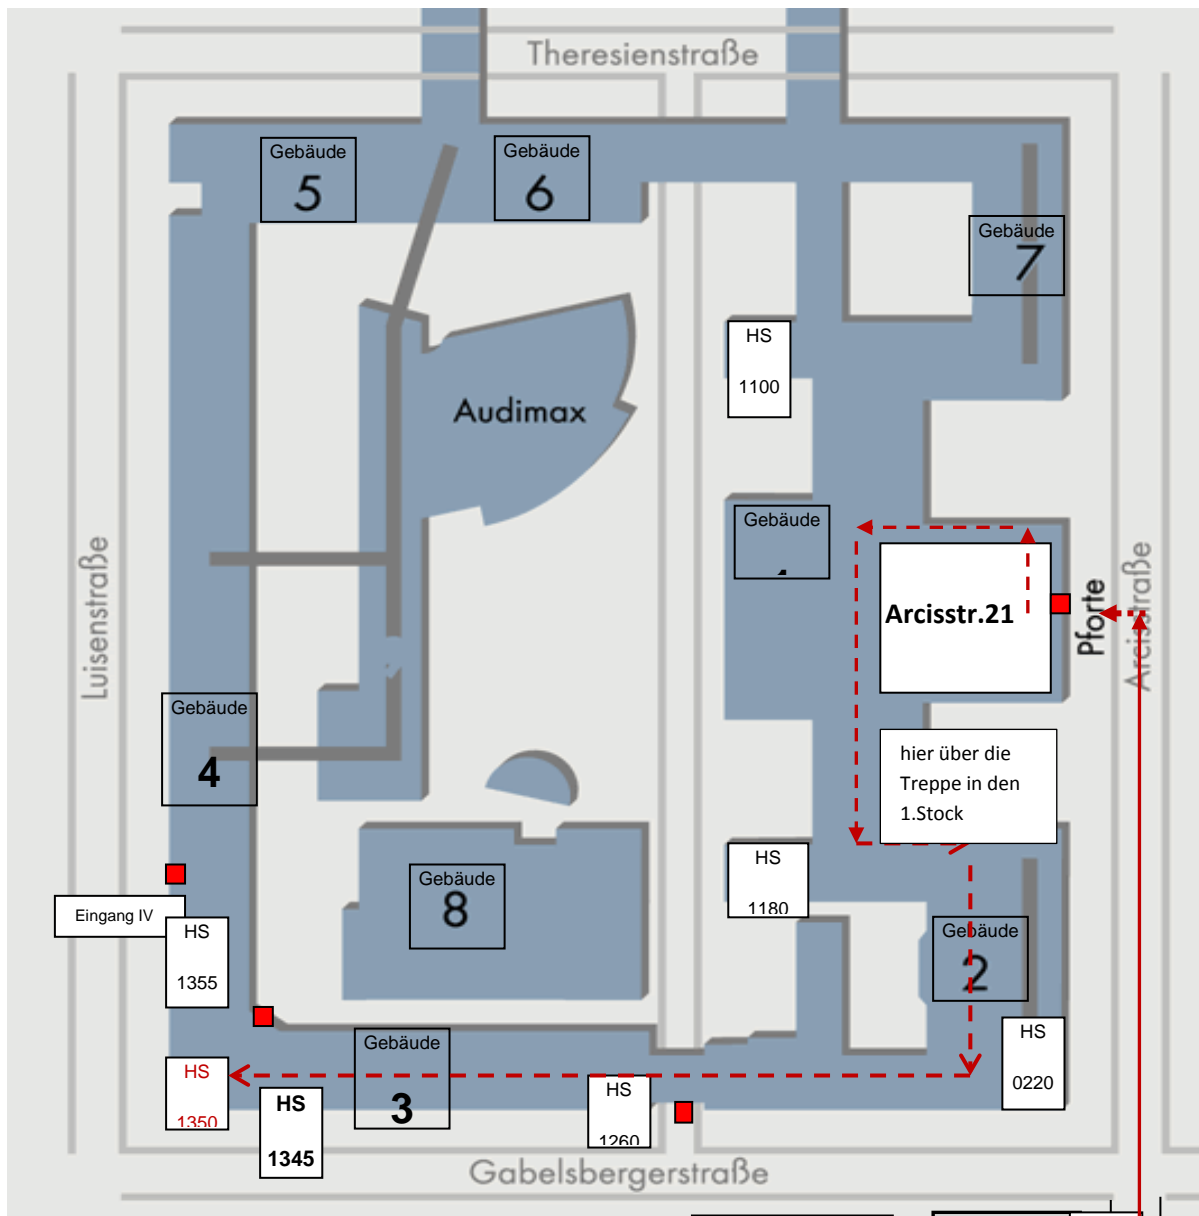 Theresienstraße
Gebäude
5
Gebäude
6
Gebäude
7
HS
1100
Audimax
Gebäude
Arcisstr.21
Pforte
Arcisstraße
Luisenstraße
Gebäude
4
hier über die
Treppe in den
1.Stock
HS
1180
Gebäude
8
Gebäude
2
Eingang IV
HS
1355
HS
0220
Gebäude
3
HS
1350
HS
1345
HS
1260
Gabelsbergerstraße